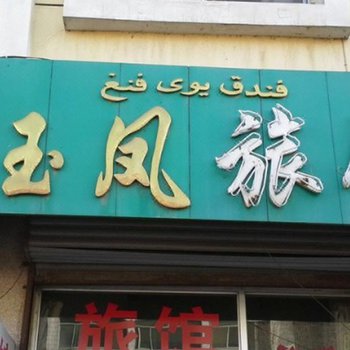 فندق يوى فنغ
玉凤旅
旅馆